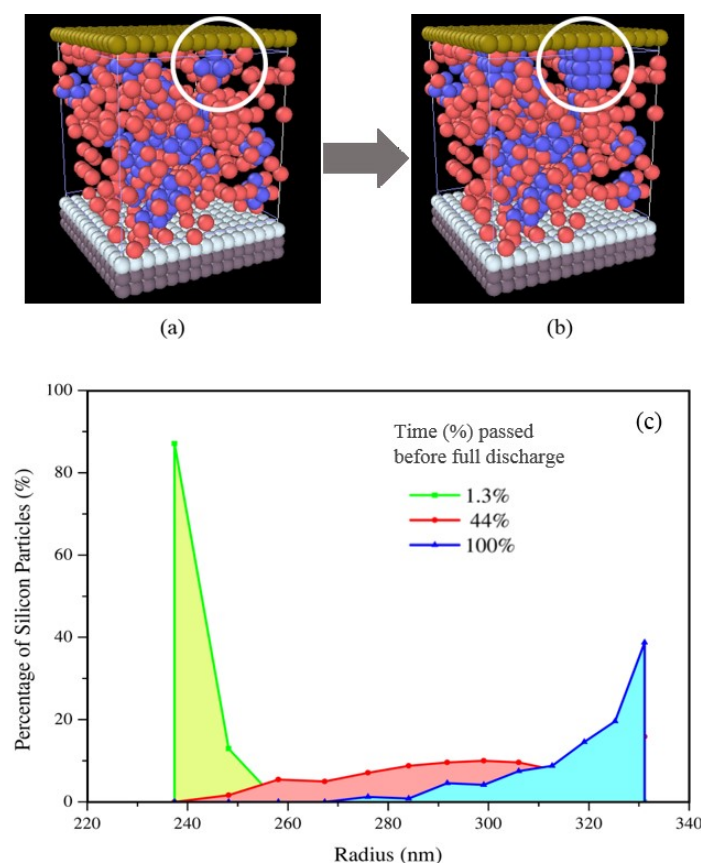 (a)
(b)
100
80
60
40
20
0
220
240
260
280
300
320
340
Percentage of Silicon Particles (%)
Radius (nm)
(c)
Time (%) passed
before full discharge
1.3%
44%
100%